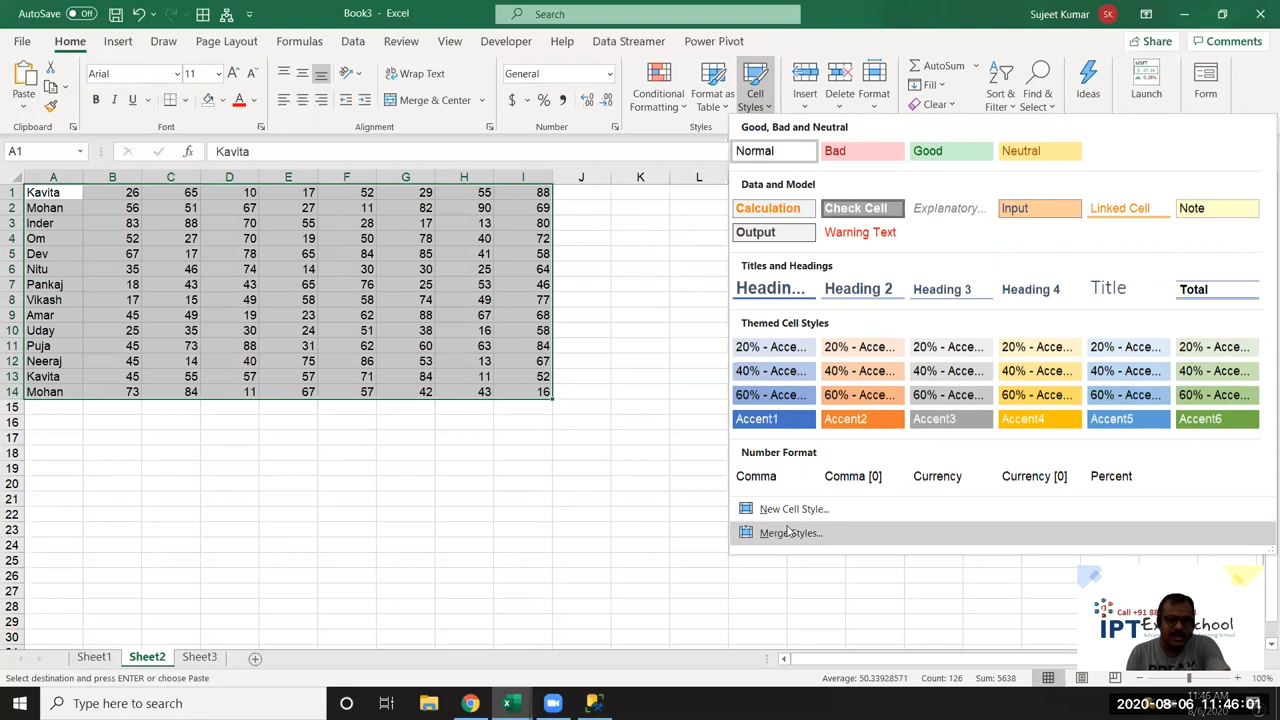 AutoSave Off Book3 - Excel Search Sujeet Kumar SK
File Home Insert Draw Page Layout Formulas Data Review View Developer Help Data Streamer Power Pivot Share Comments
Paste Arial 11 Wrap Text General AutoSum
B I U Merge & Center $ % Conditional Formatting Format as Table Cell Styles Insert Delete Format Fill Clear Sort & Filter Find & Select Ideas Launch Form
Clipboard Font Alignment Number Styles
A1 fx Kavita
A B C D E F G H I J K L
1 Kavita 26 65 10 17 52 29 55 88
2 Mohan 56 51 67 27 11 82 90 69
3 Inder 83 88 70 55 28 17 13 80
4 Om 52 27 70 19 50 78 40 72
5 Dev 67 17 78 65 84 85 41 58
6 Nitu 35 46 74 14 30 30 25 64
7 Pankaj 18 43 43 65 76 25 53 46
8 Vikash 17 15 49 58 58 74 49 77
9 Amar 45 49 19 23 62 88 67 68
10 Uday 25 35 30 24 51 38 16 58
11 Puja 45 73 88 31 62 60 63 84
12 Neeraj 45 14 40 75 86 53 13 67
13 Kavita 45 55 57 57 71 84 11 52
14 Mohan 73 84 11 67 57 42 43 16
15
16
17
18
19
20
21
22
23
24
25
26
27
28
29
30
Good, Bad and Neutral
Normal Bad Good Neutral
Data and Model
Calculation Check Cell Explanatory... Input Linked Cell Note
Output Warning Text
Titles and Headings
Headin... Heading 2 Heading 3 Heading 4 Title Total
Themed Cell Styles
20% - Acce... 20% - Acce... 20% - Acce... 20% - Acce... 20% - Acce... 20% - Acce...
40% - Acce... 40% - Acce... 40% - Acce... 40% - Acce... 40% - Acce... 40% - Acce...
60% - Acce... 60% - Acce... 60% - Acce... 60% - Acce... 60% - Acce... 60% - Acce...
Accent1 Accent2 Accent3 Accent4 Accent5 Accent6
Number Format
Comma Comma [0] Currency Currency [0] Percent
New Cell Style...
Merge Styles...
Call +91
IPT
Sheet1 Sheet2 Sheet3
Select destination and press ENTER or choose Paste Average: 50.33928571 Count: 126 Sum: 5638 100%
Type here to search
2020-08-06 11:46:01